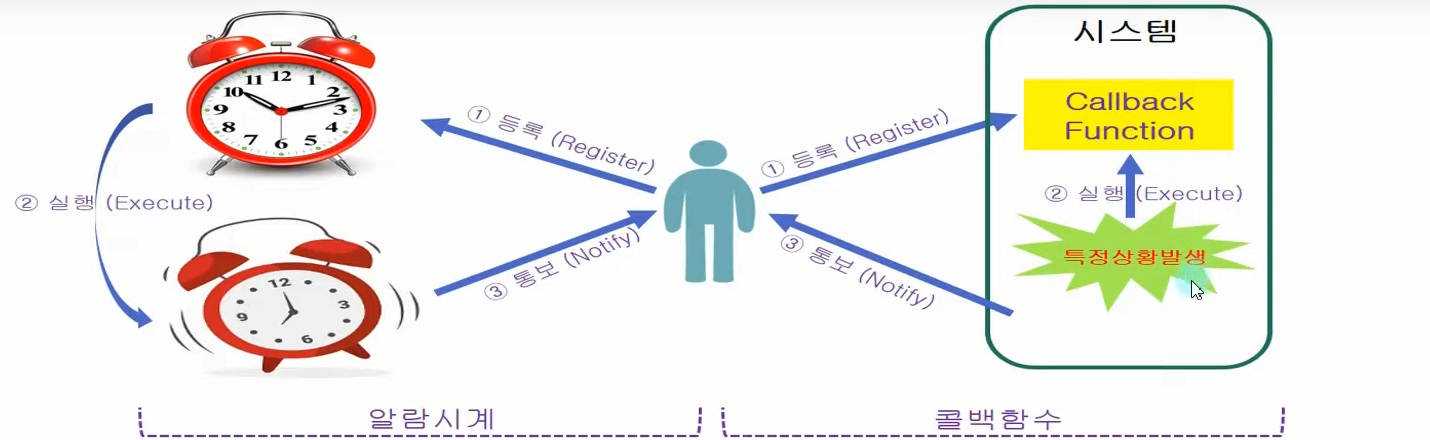 시스템
Callback
Function
① 등록 (Register)
① 등록 (Register)
② 실행 (Execute)
② 실행 (Execute)
③ 통보 (Notify)
③ 통보 (Notify)
특정상황발생
11 12 1
10 2
9 3
8 4
7 6 5
12
9 3
6
알람시계
콜백함수